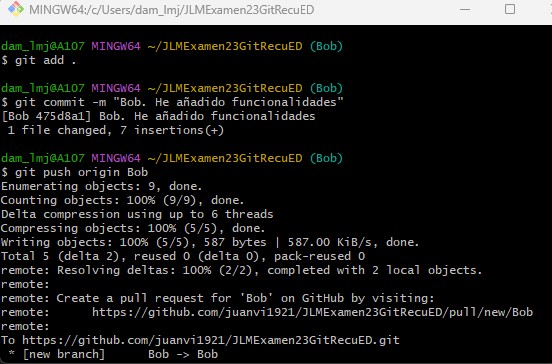 MINGW64:/c/Users/dam_lmj/JLMExamen23GitRecuED
dam_lmj@A107 MINGW64 ~/JLMExamen23GitRecuED (Bob)
$ git add .
dam_lmj@A107 MINGW64 ~/JLMExamen23GitRecuED (Bob)
$ git commit -m "Bob. He añadido funcionalidades"
[Bob 475d8a1] Bob. He añadido funcionalidades
1 file changed, 7 insertions(+)
dam_lmj@A107 MINGW64 ~/JLMExamen23GitRecuED (Bob)
$ git push origin Bob
Enumerating objects: 9, done.
Counting objects: 100% (9/9), done.
Delta compression using up to 6 threads
Compressing objects: 100% (5/5), done.
Writing objects: 100% (5/5), 587 bytes | 587.00 KiB/s, done.
Total 5 (delta 2), reused 0 (delta 0), pack-reused 0
remote: Resolving deltas: 100% (2/2), completed with 2 local objects.
remote:
remote: Create a pull request for 'Bob' on GitHub by visiting:
remote:      https://github.com/juanvi1921/JLMExamen23GitRecuED/pull/new/Bob
remote:
To https://github.com/juanvi1921/JLMExamen23GitRecuED.git
* [new branch]      Bob -> Bob